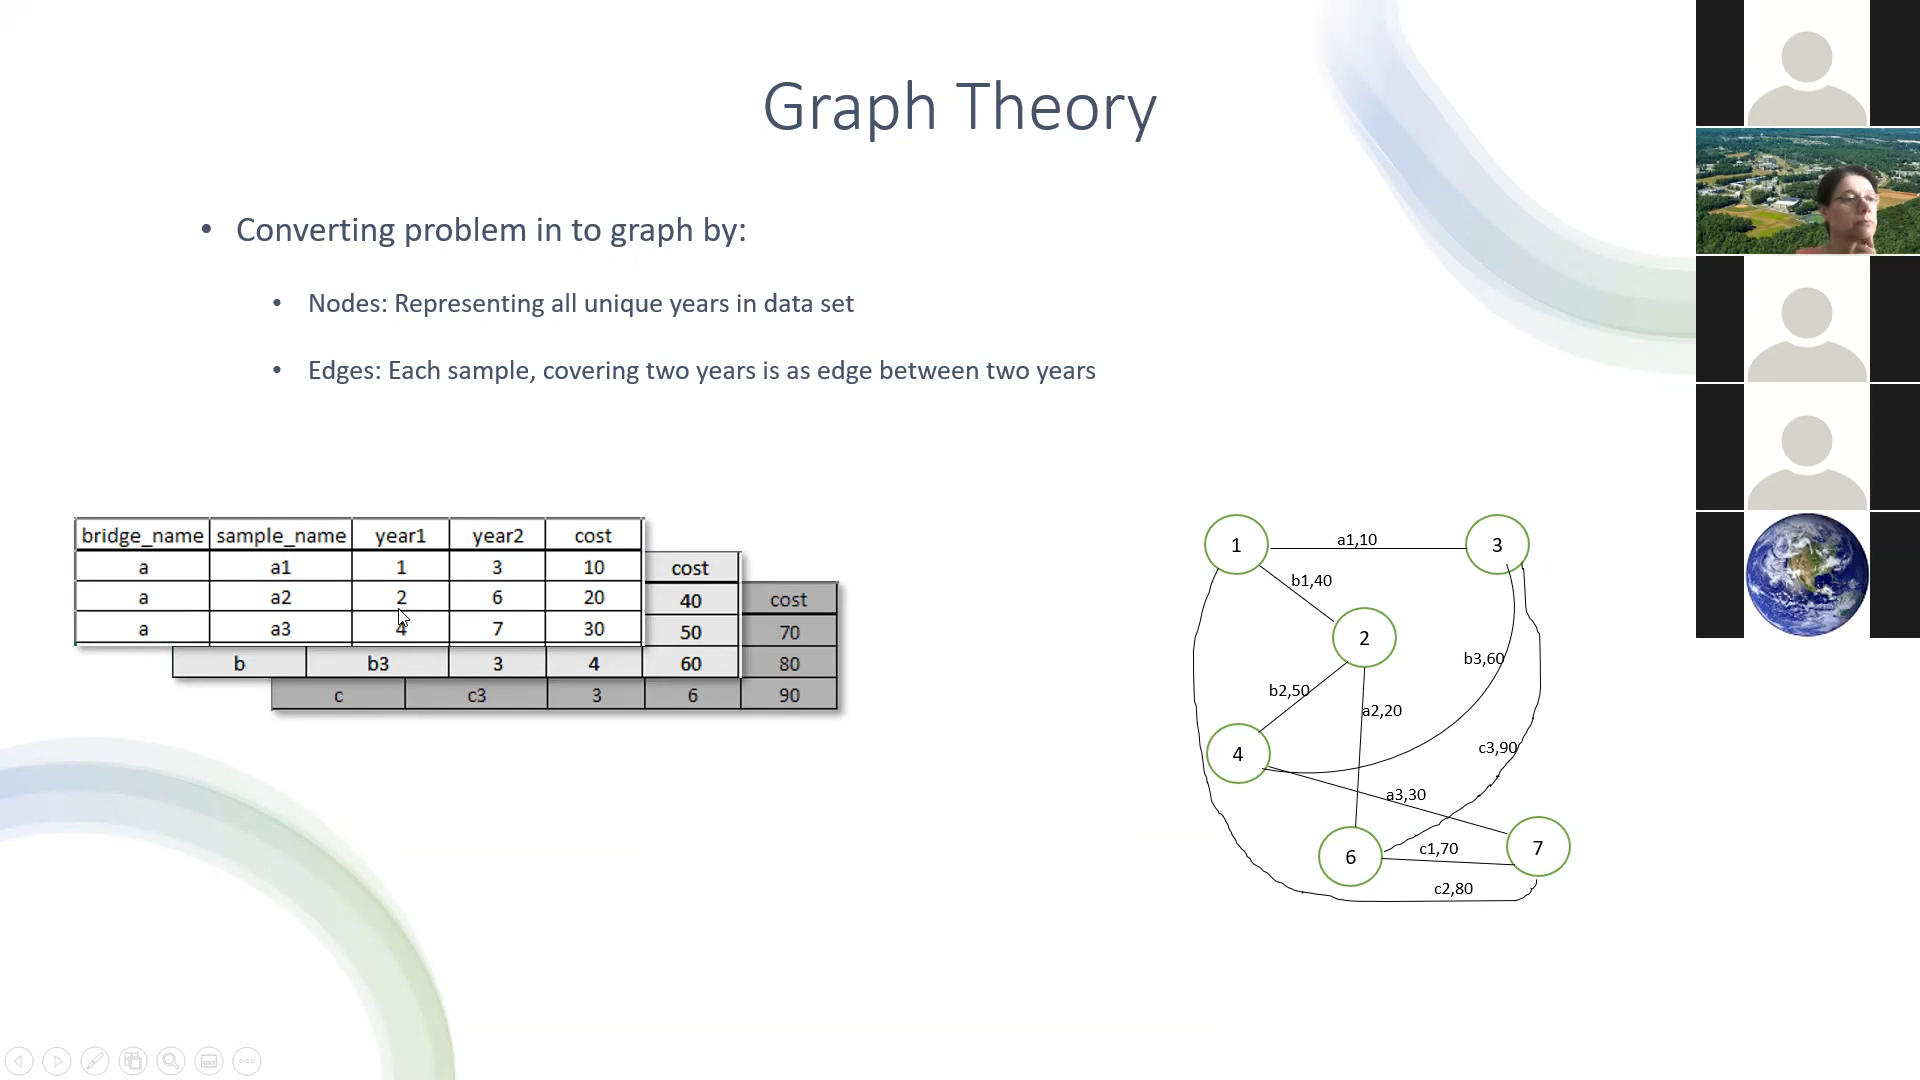 Graph Theory
• Converting problem in to graph by:
• Nodes: Representing all unique years in data set
• Edges: Each sample, covering two years is as edge between two years
bridge_name sample_name year1 year2 cost
a a1 1 3 10
a a2 2 6 20
a a3 4 7 30
cost
40
50
b b3 3 4 60
cost
70
80
c c3 3 6 90
1
a1,10
3
b1,40
2
b3,60
b2,50
a2,20
4
c3,90
a3,30
6
c1,70
7
c2,80